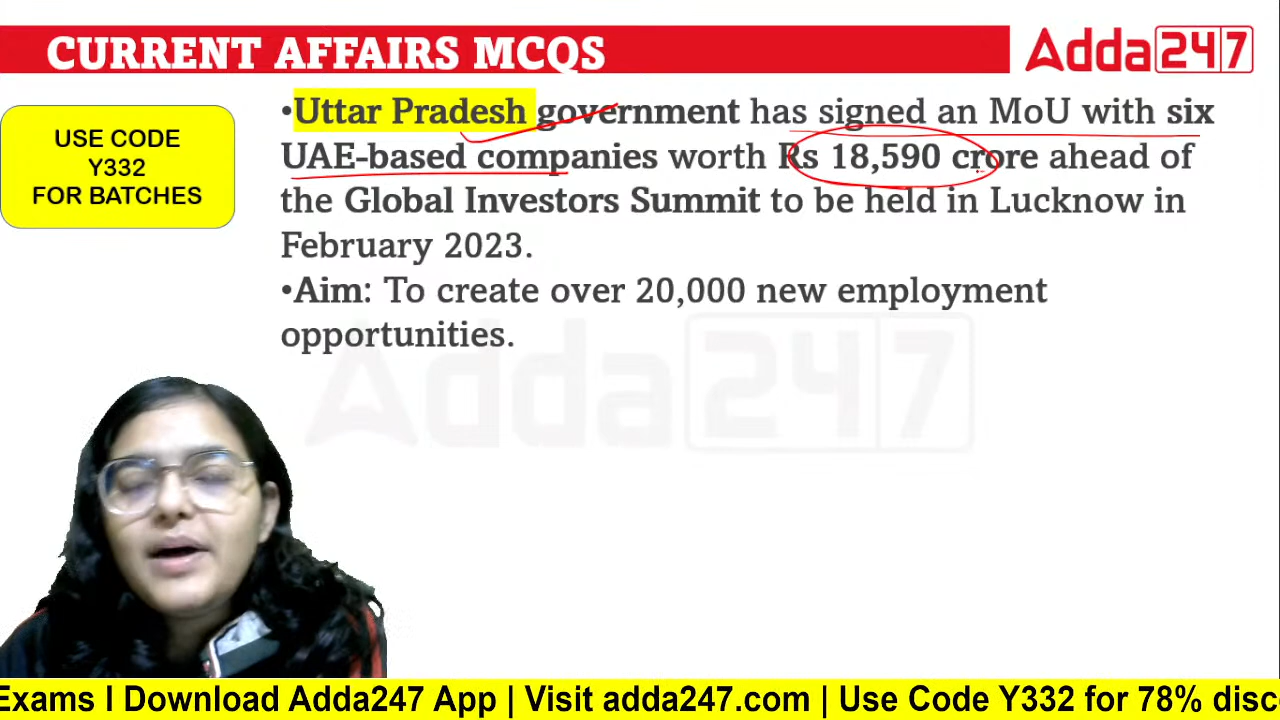 CURRENT AFFAIRS MCQS
Adda247
USE CODE
Y332
FOR BATCHES
•Uttar Pradesh government has signed an MoU with six
UAE-based companies worth Rs 18,590 crore ahead of
the Global Investors Summit to be held in Lucknow in
February 2023.
•Aim: To create over 20,000 new employment
opportunities.
Adda247
Exams I Download Adda247 App | Visit adda247.com | Use Code Y332 for 78% disc